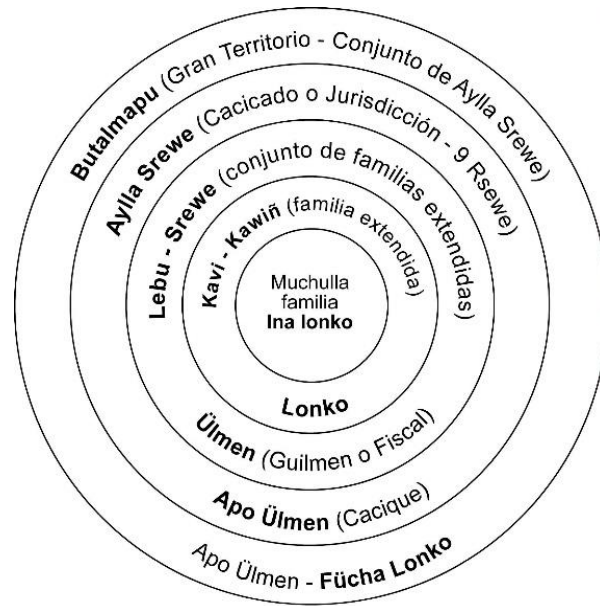 Butalmapu (Gran Territorio - Conjunto de Aylla Srewe)
Aylla Srewe (Cacicado o Jurisdicción - 9 Rsewe)
Lebu - Srewe (conjunto de familias extendidas)
Kavi - Kawiñ (familia extendida)
Muchulla
familia
Ina lonko
Lonko
Ülmen (Guilmen o Fiscal)
Apo Ülmen (Cacique)
Apo Ülmen - Fücha Lonko